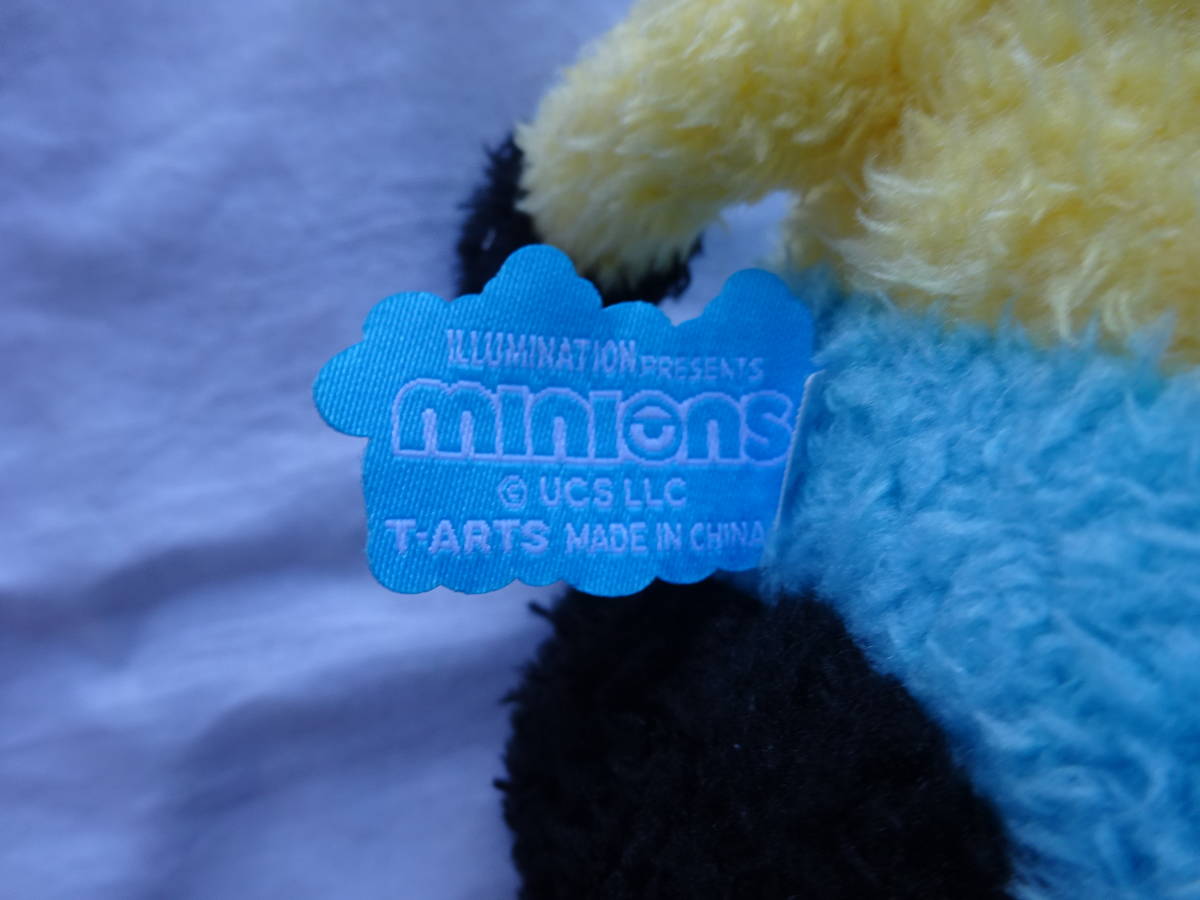 ILLUMINATION PRESENTS
minions
© UCS LLC
T-ARTS MADE IN CHINA